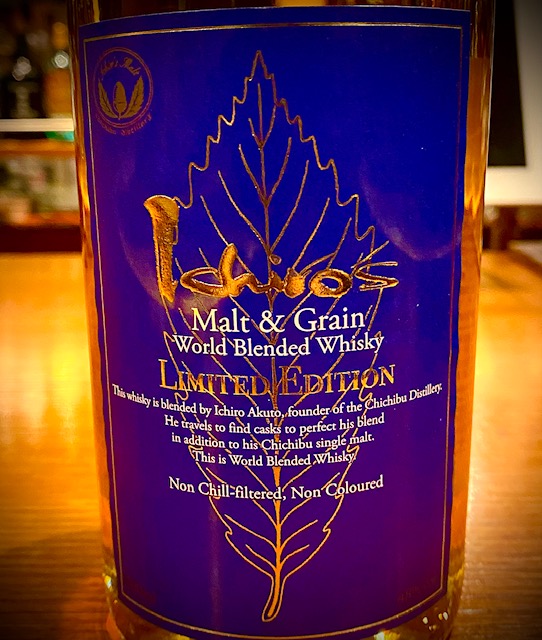 Ichiro's Malt
Ichiro's
Malt & Grain
World Blended Whisky
LIMITED EDITION
This whisky is blended by Ichiro Akuto, founder of the Chichibu Distillery.
He travels to find casks to perfect his blend
in addition to his Chichibu single malt.
This is World Blended Whisky.
Non Chill-filtered, Non Coloured